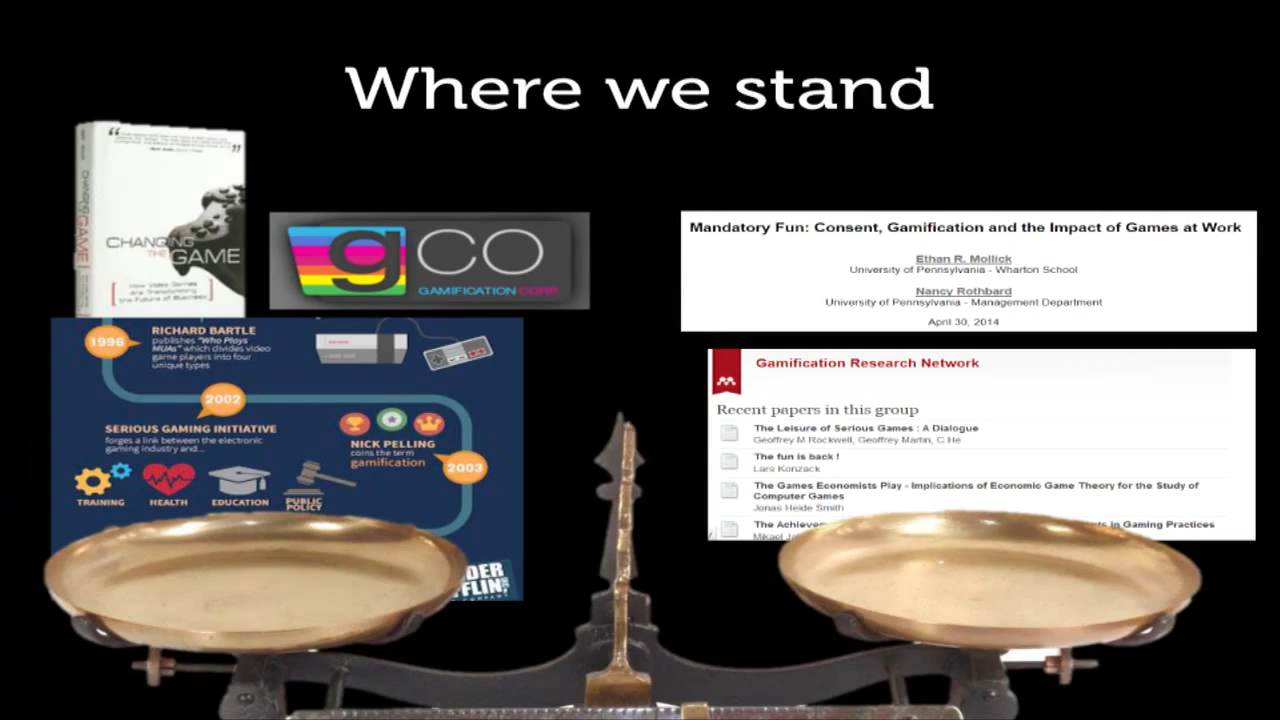 Where we stand
CHANGING
THE GAME
CHANGING
THE GAME
How Video Games
are Transforming
the Future of Business
g
CO
GAMIFICATION CORP
1996
RICHARD BARTLE
publishes "Who Plays
MUAs" which divides video
game players into four
unique types
2002
SERIOUS GAMING INITIATIVE
forges a link between the electronic
gaming industry and...
NICK PELLING
coins the term
gamification
2003
TRAINING
HEALTH
EDUCATION
PUBLIC
POLICY
Mandatory Fun: Consent, Gamification and the Impact of Games at Work
Ethan R. Mollick
University of Pennsylvania - Wharton School
Nancy Rothbard
University of Pennsylvania - Management Department
April 30, 2014
Gamification Research Network
Recent papers in this group
The Leisure of Serious Games : A Dialogue
Geoffrey M Rockwell, Geoffrey Martin, C He
The fun is back !
Lars Konzack
The Games Economists Play - Implications of Economic Game Theory for the Study of
Computer Games
Jonas Heide Smith
The in Gaming Practices
Mikael